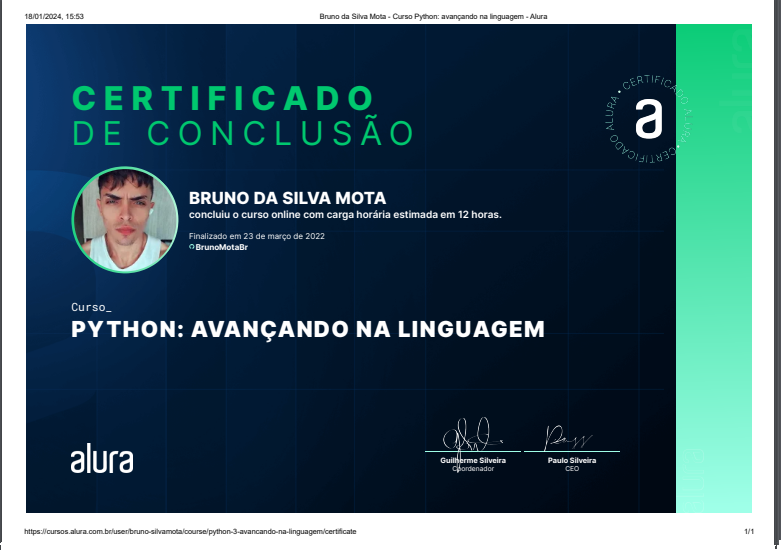 18/01/2024, 15:53
Bruno da Silva Mota - Curso Python: avançando na linguagem - Alura
CERTIFICADO
DE CONCLUSÃO
• CERTIFICADO ALURA • CERTIFICADO ALURA
a
alura
BRUNO DA SILVA MOTA
concluiu o curso online com carga horária estimada em 12 horas.
Finalizado em 23 de março de 2022
BrunoMotaBr
Curso_
PYTHON: AVANÇANDO NA LINGUAGEM
alura
Guilherme Silveira
Coordenador
Paulo Silveira
CEO
https://cursos.alura.com.br/user/bruno-silvamota/course/python-3-avancando-na-linguagem/certificate
1/1